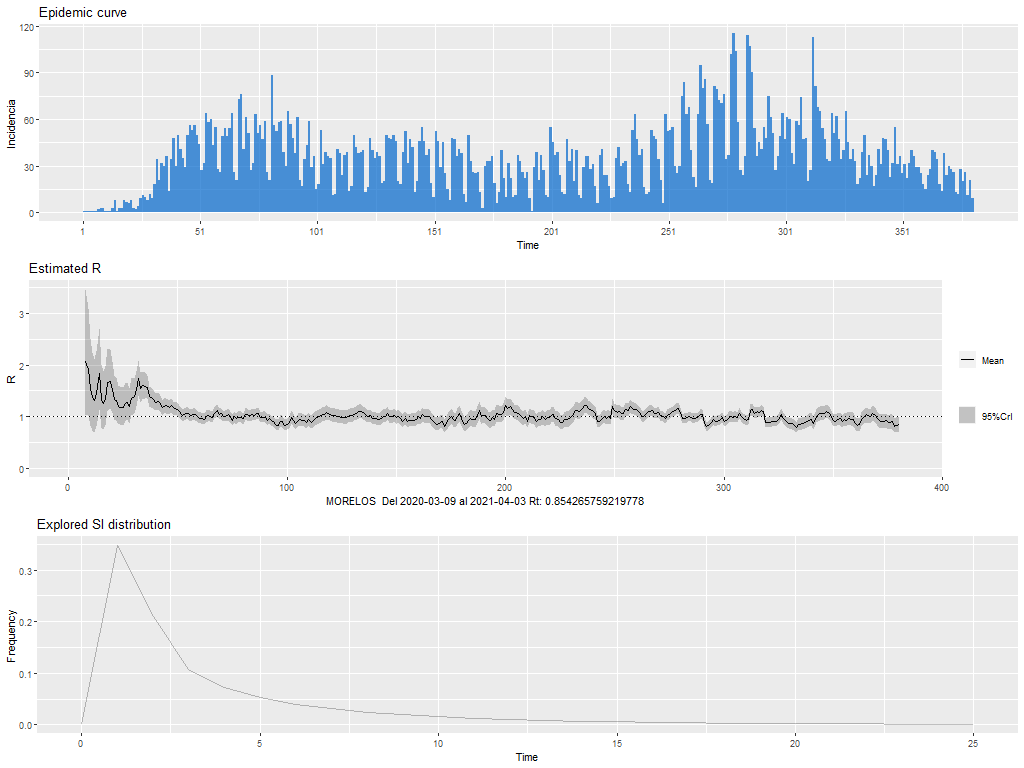 Epidemic curve
120
90
60
30
0
Incidencia
1 51 101 151 201 251 301 351
Time
Estimated R
3
2
1
0
R
Mean
95%CrI
0 100 200 300 400
MORELOS Del 2020-03-09 al 2021-04-03 Rt: 0.854265759219778
Explored SI distribution
0.3
0.2
0.1
0.0
Frequency
0 5 10 15 20 25
Time